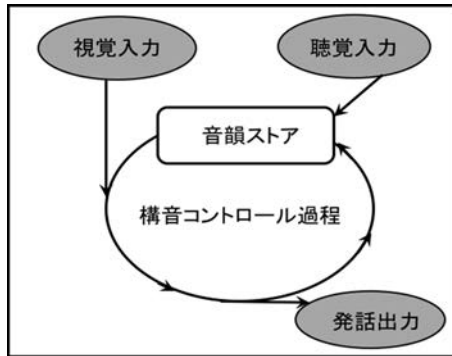 視覚入力
聴覚入力
音韻ストア
構音コントロール過程
発話出力